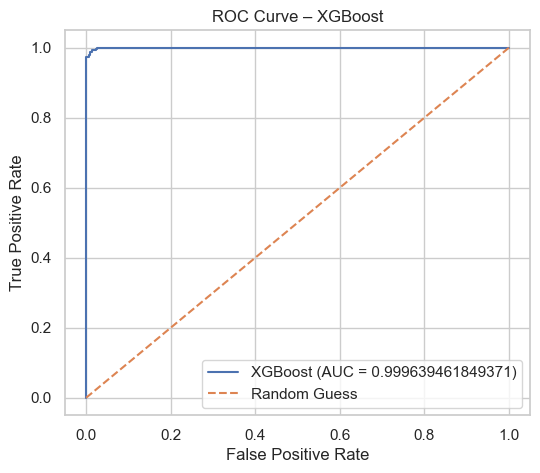 ROC Curve – XGBoost
True Positive Rate
1.0
0.8
0.6
0.4
0.2
0.0
XGBoost (AUC = 0.999639461849371)
Random Guess
0.0 0.2 0.4 0.6 0.8 1.0
False Positive Rate